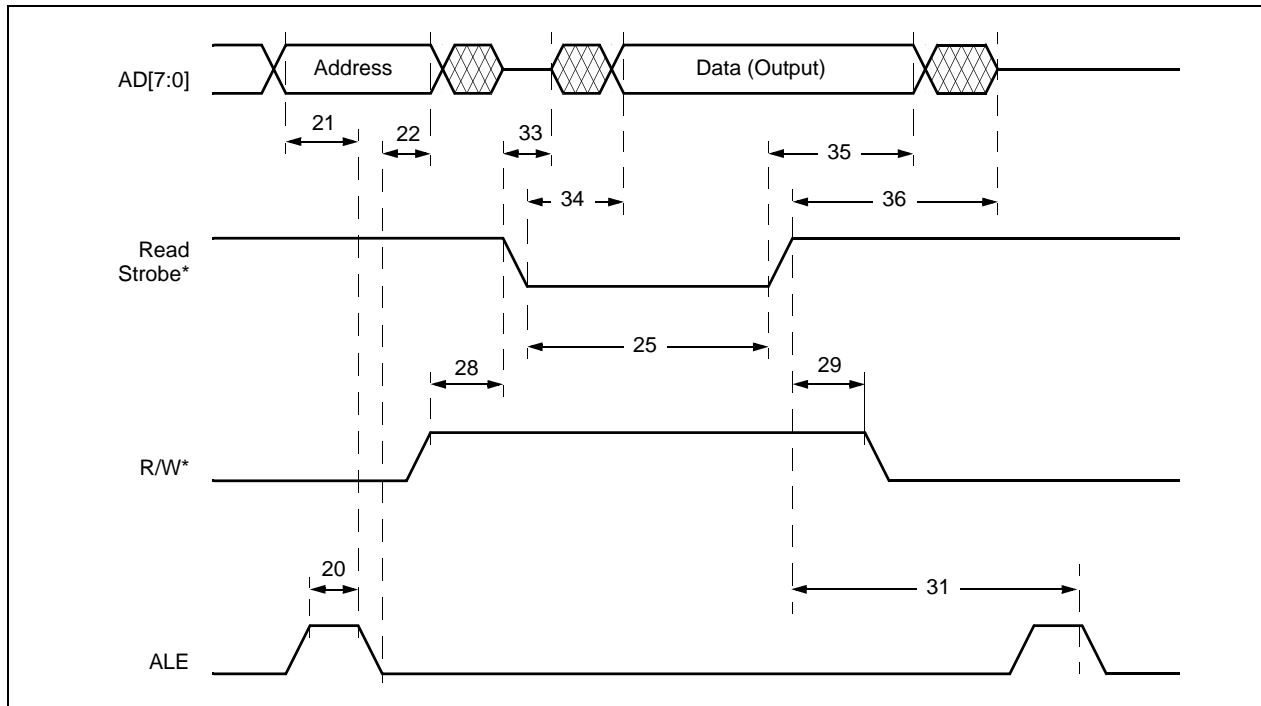 AD[7:0]
Address
Data (Output)
21
22
33
35
34
36
Read
Strobe*
25
28
29
R/W*
20
31
ALE